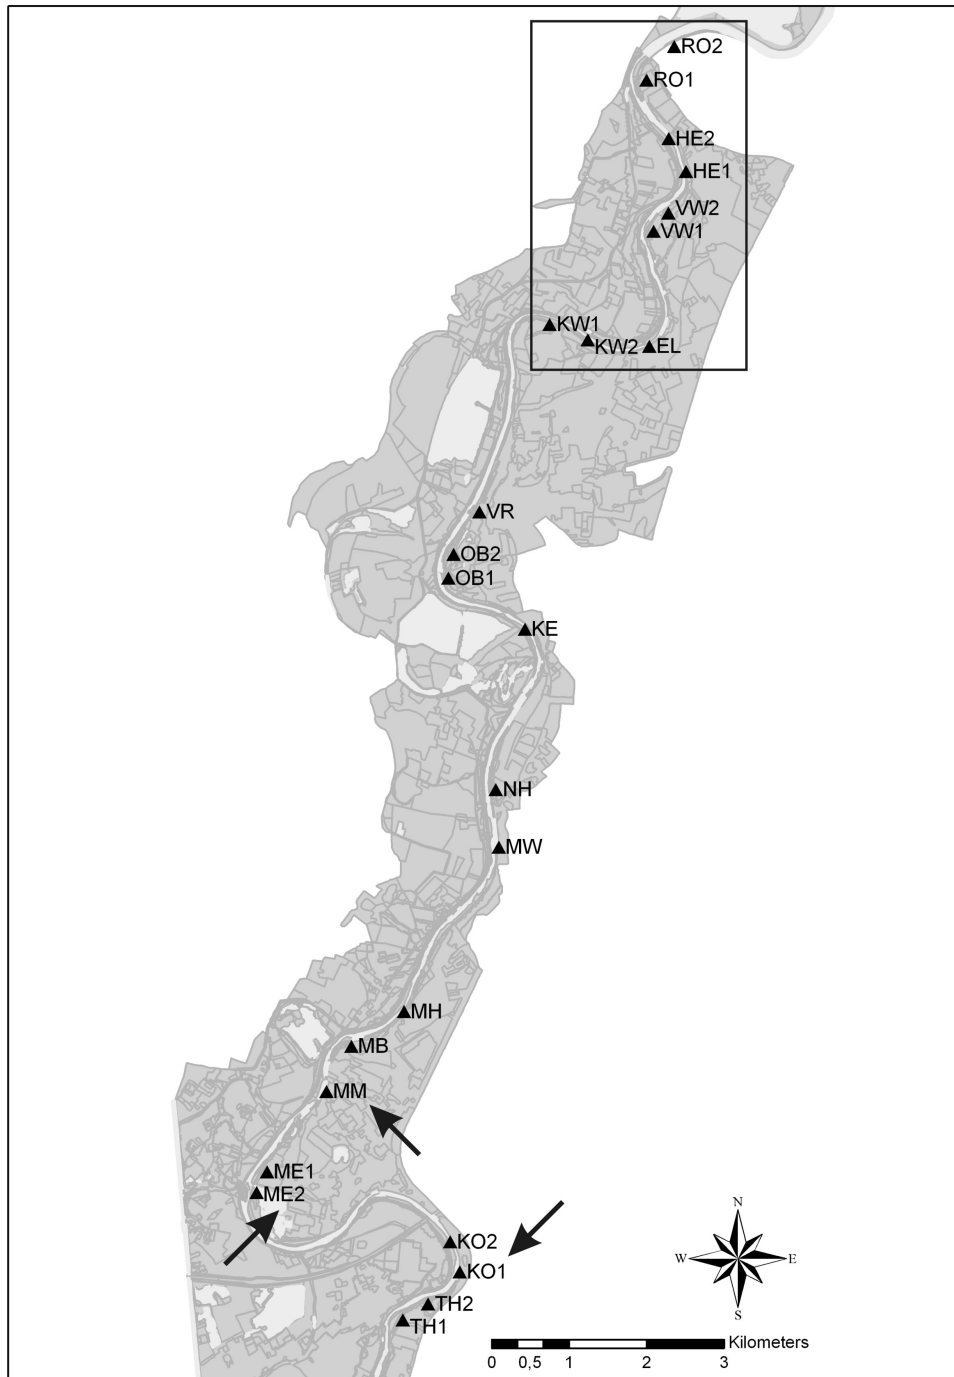 RO2
RO1
HE2
HE1
VW2
VW1
KW1
KW2
EL
VR
OB2
OB1
KE
NH
MW
MH
MB
MM
ME1
ME2
KO2
KO1
TH2
TH1
N
W
E
S
Kilometers
0 0,5 1 2 3